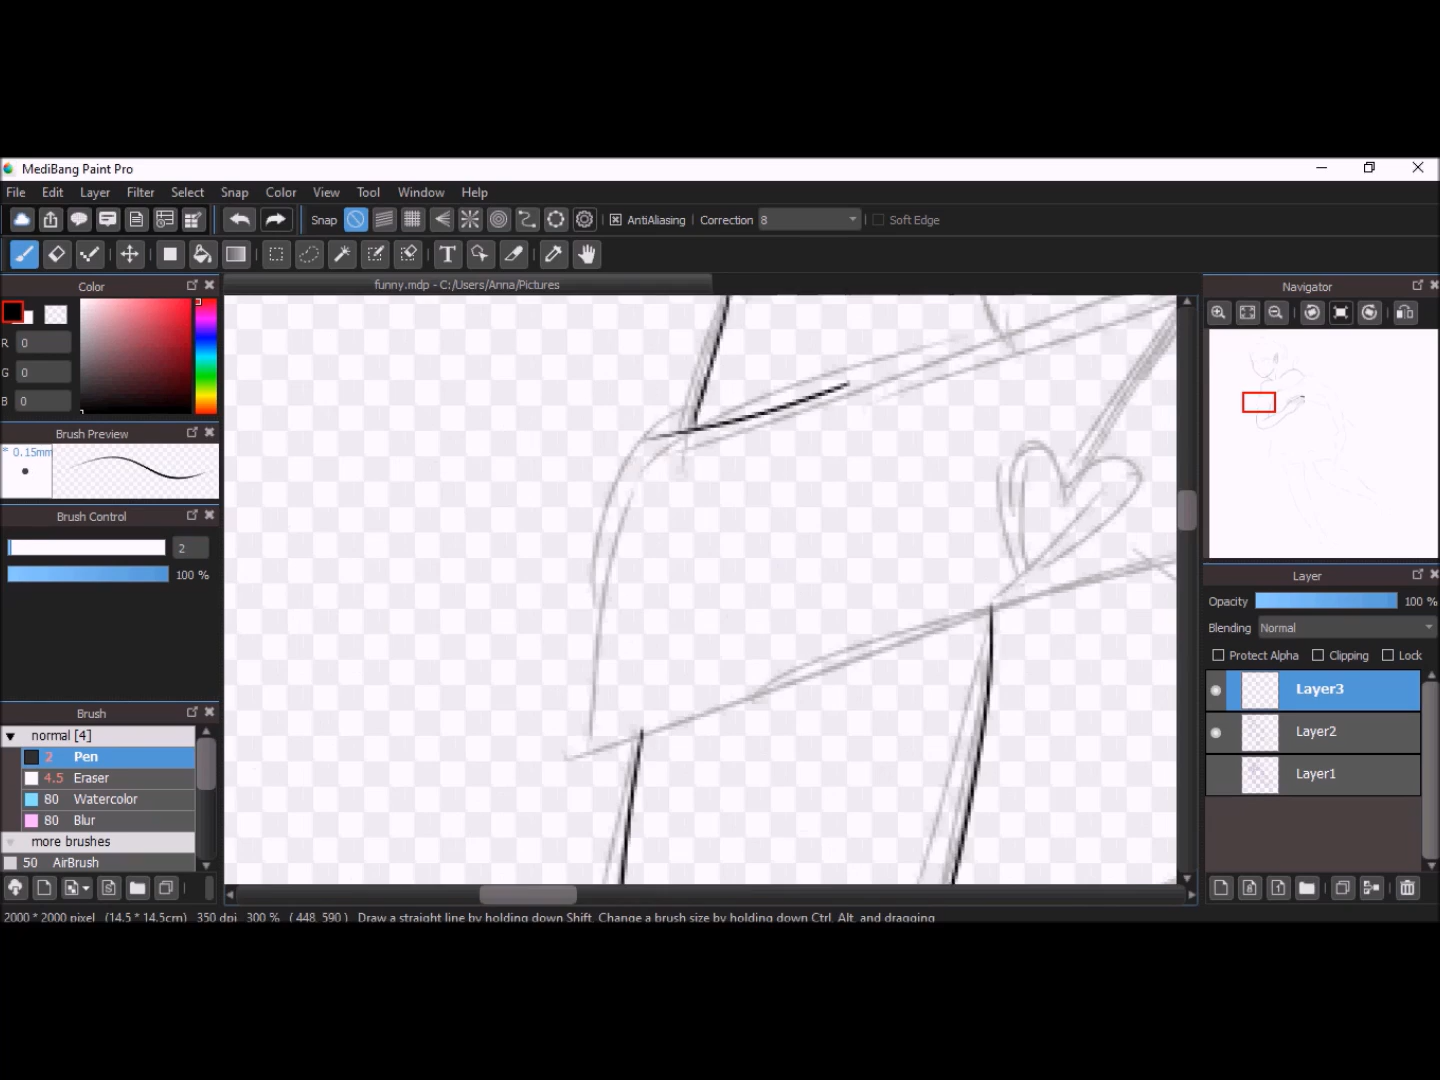 MediBang Paint Pro
File Edit Layer Filter Select Snap Color View Tool Window Help
Snap AntiAliasing Correction 8 Soft Edge
T
Color
funny.mdp - C:/Users/Anna/Pictures
Navigator
R 0
G 0
B 0
Brush Preview
* 0.15mm
Brush Control
2
100 %
Layer
Opacity 100 %
Blending Normal
Protect Alpha Clipping Lock
Layer3
Layer2
Layer1
Brush
normal [4]
2 Pen
4.5 Eraser
80 Watercolor
80 Blur
more brushes
50 AirBrush
2000 * 2000 pixel (14.5 * 14.5cm) 350 dpi 300 % ( 448, 590 ) Draw a straight line by holding down Shift, Change a brush size by holding down Ctrl, Alt, and dragging